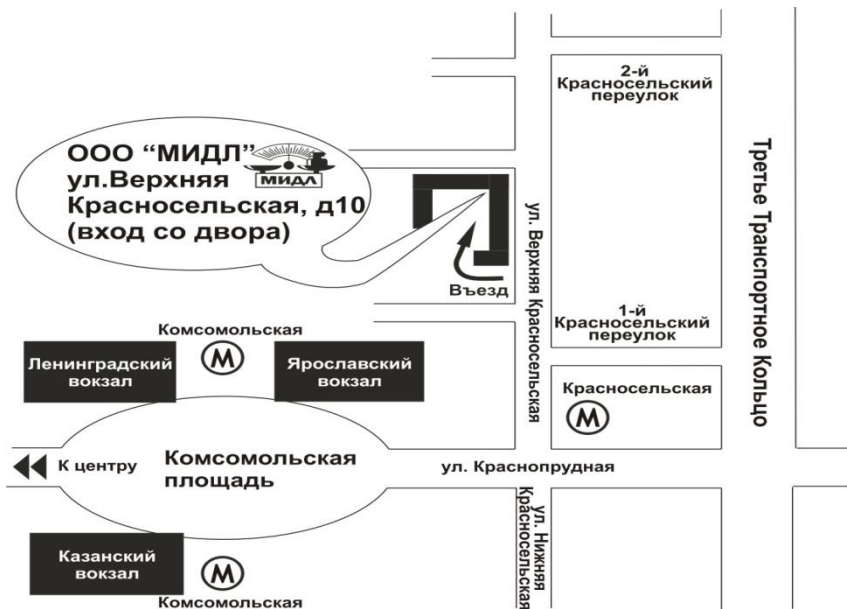 2-й
Красносельский
переулок
ООО “МИДЛ”
ул.Верхняя
Красносельская, д10
(вход со двора)
МИДЛ
Третье Транспортное Кольцо
ул. Верхняя Красносельская
Въезд
1-й
Красносельский
переулок
Комсомольская
М
Ленинградский
вокзал
Ярославский
вокзал
Красносельская
М
К центру
Комсомольская
площадь
ул. Краснопрудная
ул. Нижняя
Красносельская
Казанский
вокзал
М
Комсомольская